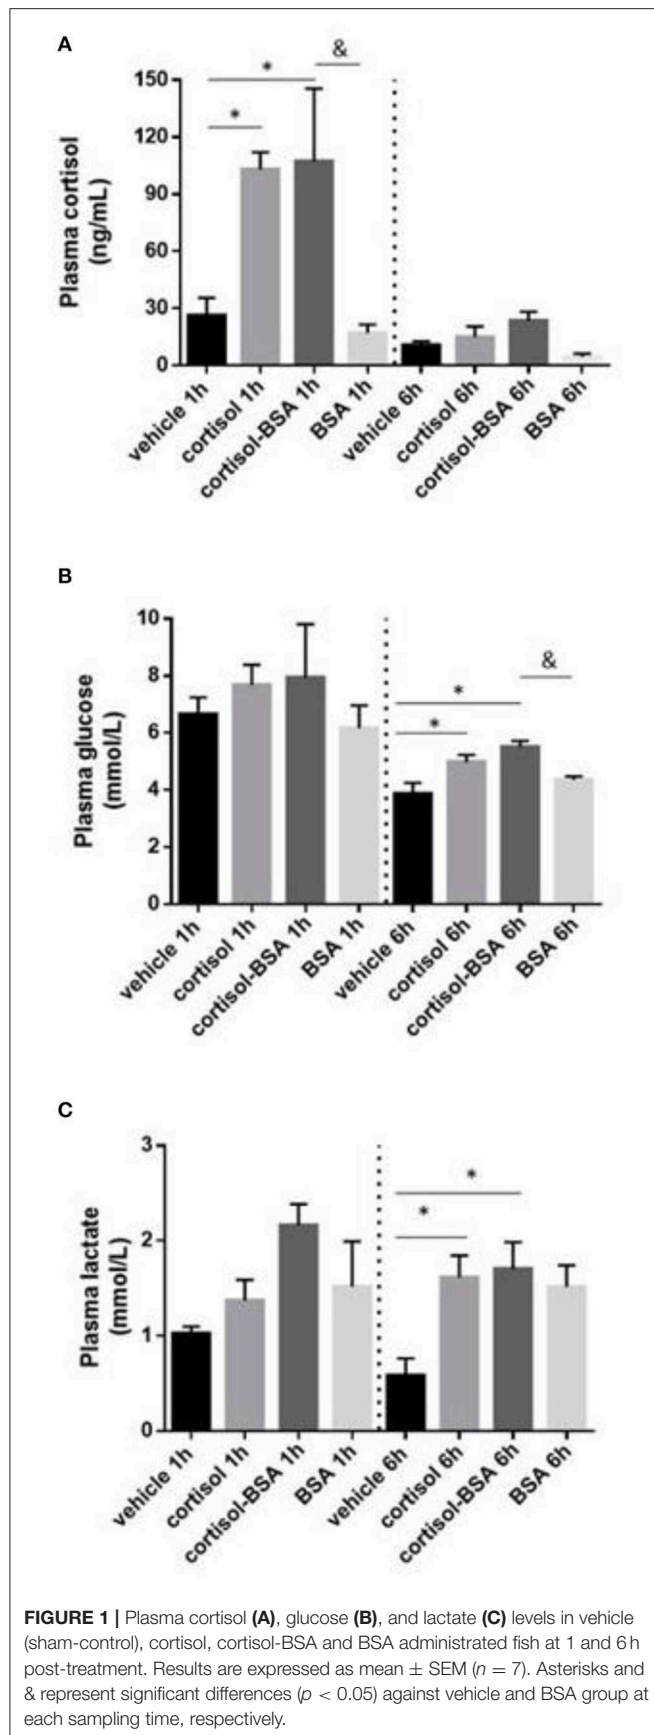 A
&
*
*
150
120
90
60
30
0
Plasma cortisol
(ng/mL)
vehicle 1h
cortisol 1h
cortisol-BSA 1h
BSA 1h
vehicle 6h
cortisol 6h
cortisol-BSA 6h
BSA 6h
B
10
8
6
4
2
0
Plasma glucose
(mmol/L)
&
*
*
vehicle 1h
cortisol 1h
cortisol-BSA 1h
BSA 1h
vehicle 6h
cortisol 6h
cortisol-BSA 6h
BSA 6h
C
3
2
1
0
Plasma lactate
(mmol/L)
*
*
vehicle 1h
cortisol 1h
cortisol-BSA 1h
BSA 1h
vehicle 6h
cortisol 6h
cortisol-BSA 6h
BSA 6h
FIGURE 1 | Plasma cortisol (A), glucose (B), and lactate (C) levels in vehicle
(sham-control), cortisol, cortisol-BSA and BSA administrated fish at 1 and 6 h
post-treatment. Results are expressed as mean ± SEM (n = 7). Asterisks and
& represent significant differences (p < 0.05) against vehicle and BSA group at
each sampling time, respectively.